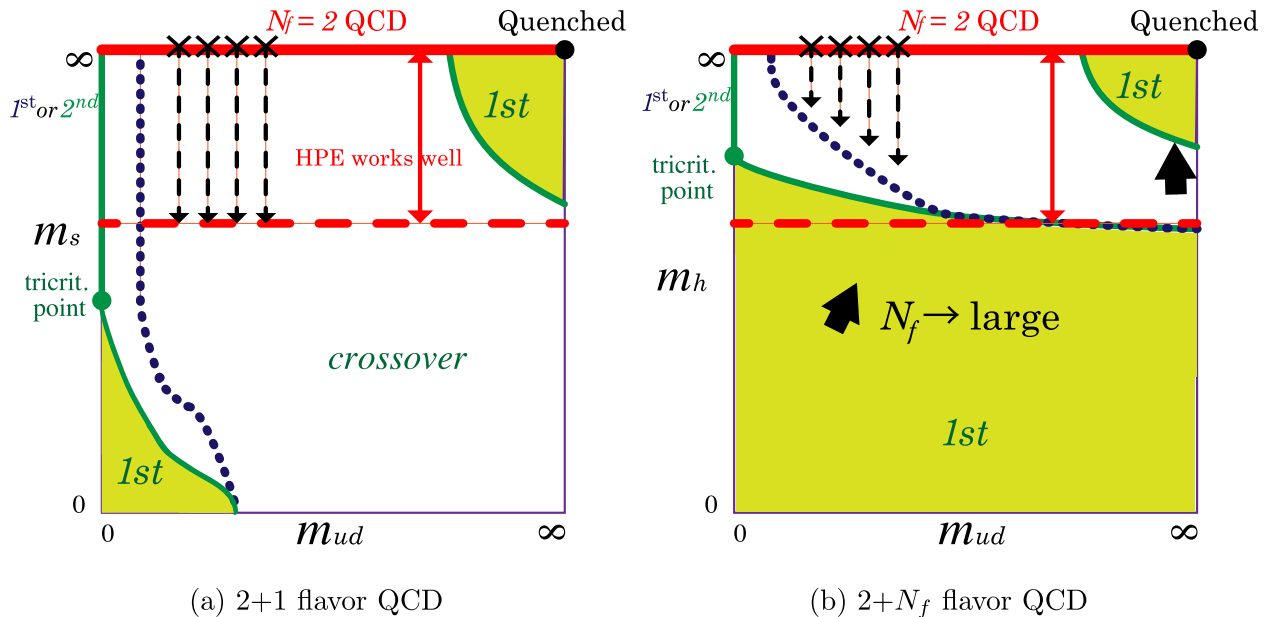 N_f = 2 QCD
Quenched
∞
1st or 2nd
1st
HPE works well
m_s
tricrit.
point
crossover
1st
0
0
m_ud
∞
(a) 2+1 flavor QCD
N_f = 2 QCD
Quenched
∞
1st or 2nd
1st
tricrit.
point
m_h
N_f → large
1st
0
0
m_ud
∞
(b) 2+N_f flavor QCD